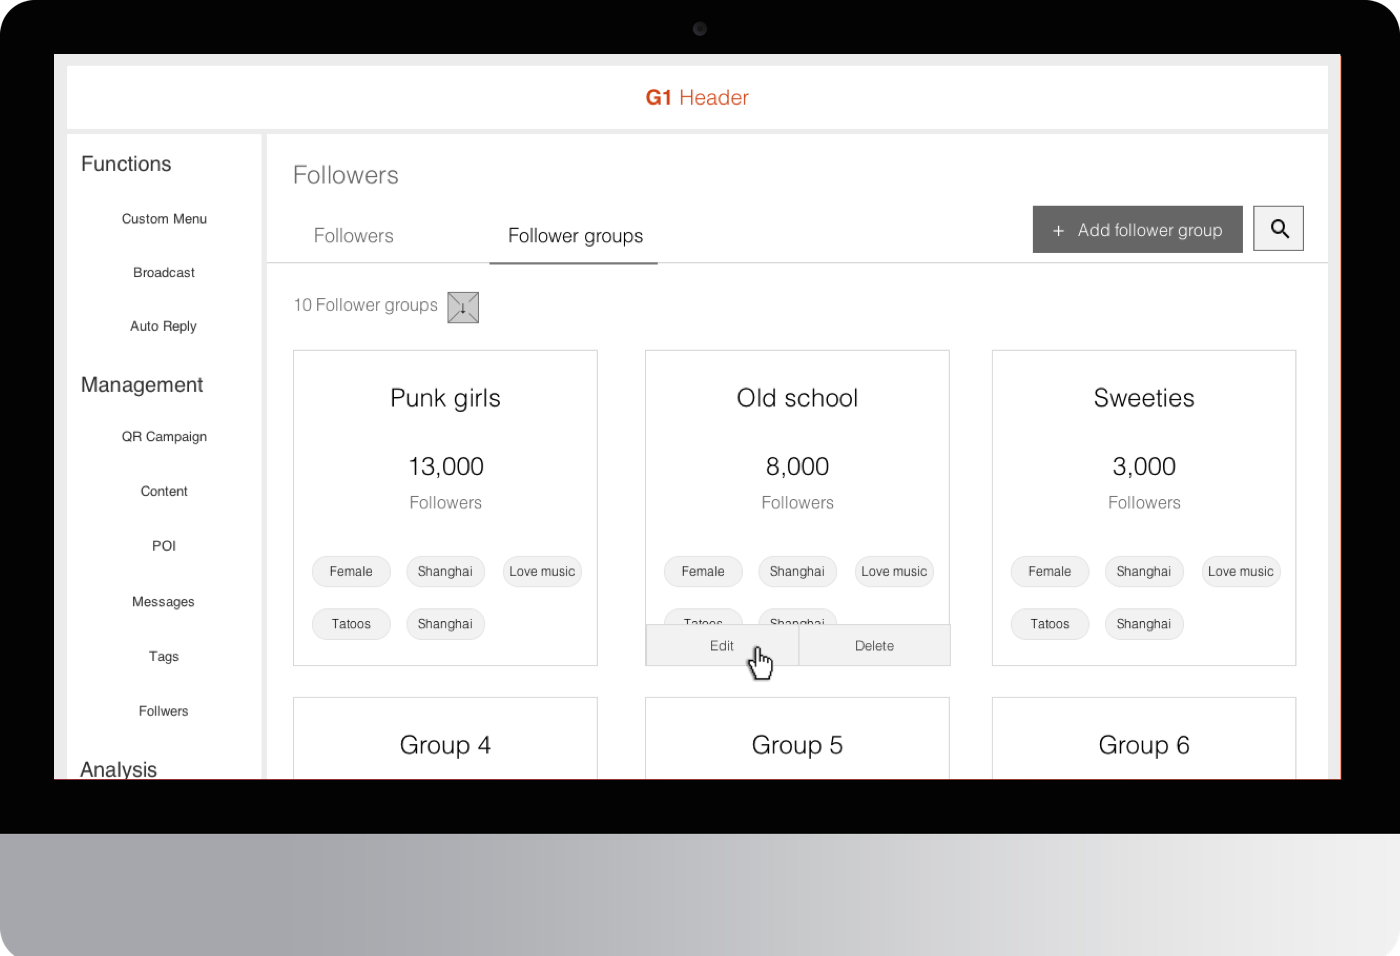 G1 Header
Functions
Custom Menu
Broadcast
Auto Reply
Management
QR Campaign
Content
POI
Messages
Tags
Follwers
Analysis
Followers
Followers
Follower groups
+ Add follower group
10 Follower groups
Punk girls
13,000
Followers
Female
Shanghai
Love music
Tatoos
Shanghai
Old school
8,000
Followers
Female
Shanghai
Love music
Tatoos
Shanghai
Edit
Delete
Sweeties
3,000
Followers
Female
Shanghai
Love music
Tatoos
Shanghai
Group 4
Group 5
Group 6